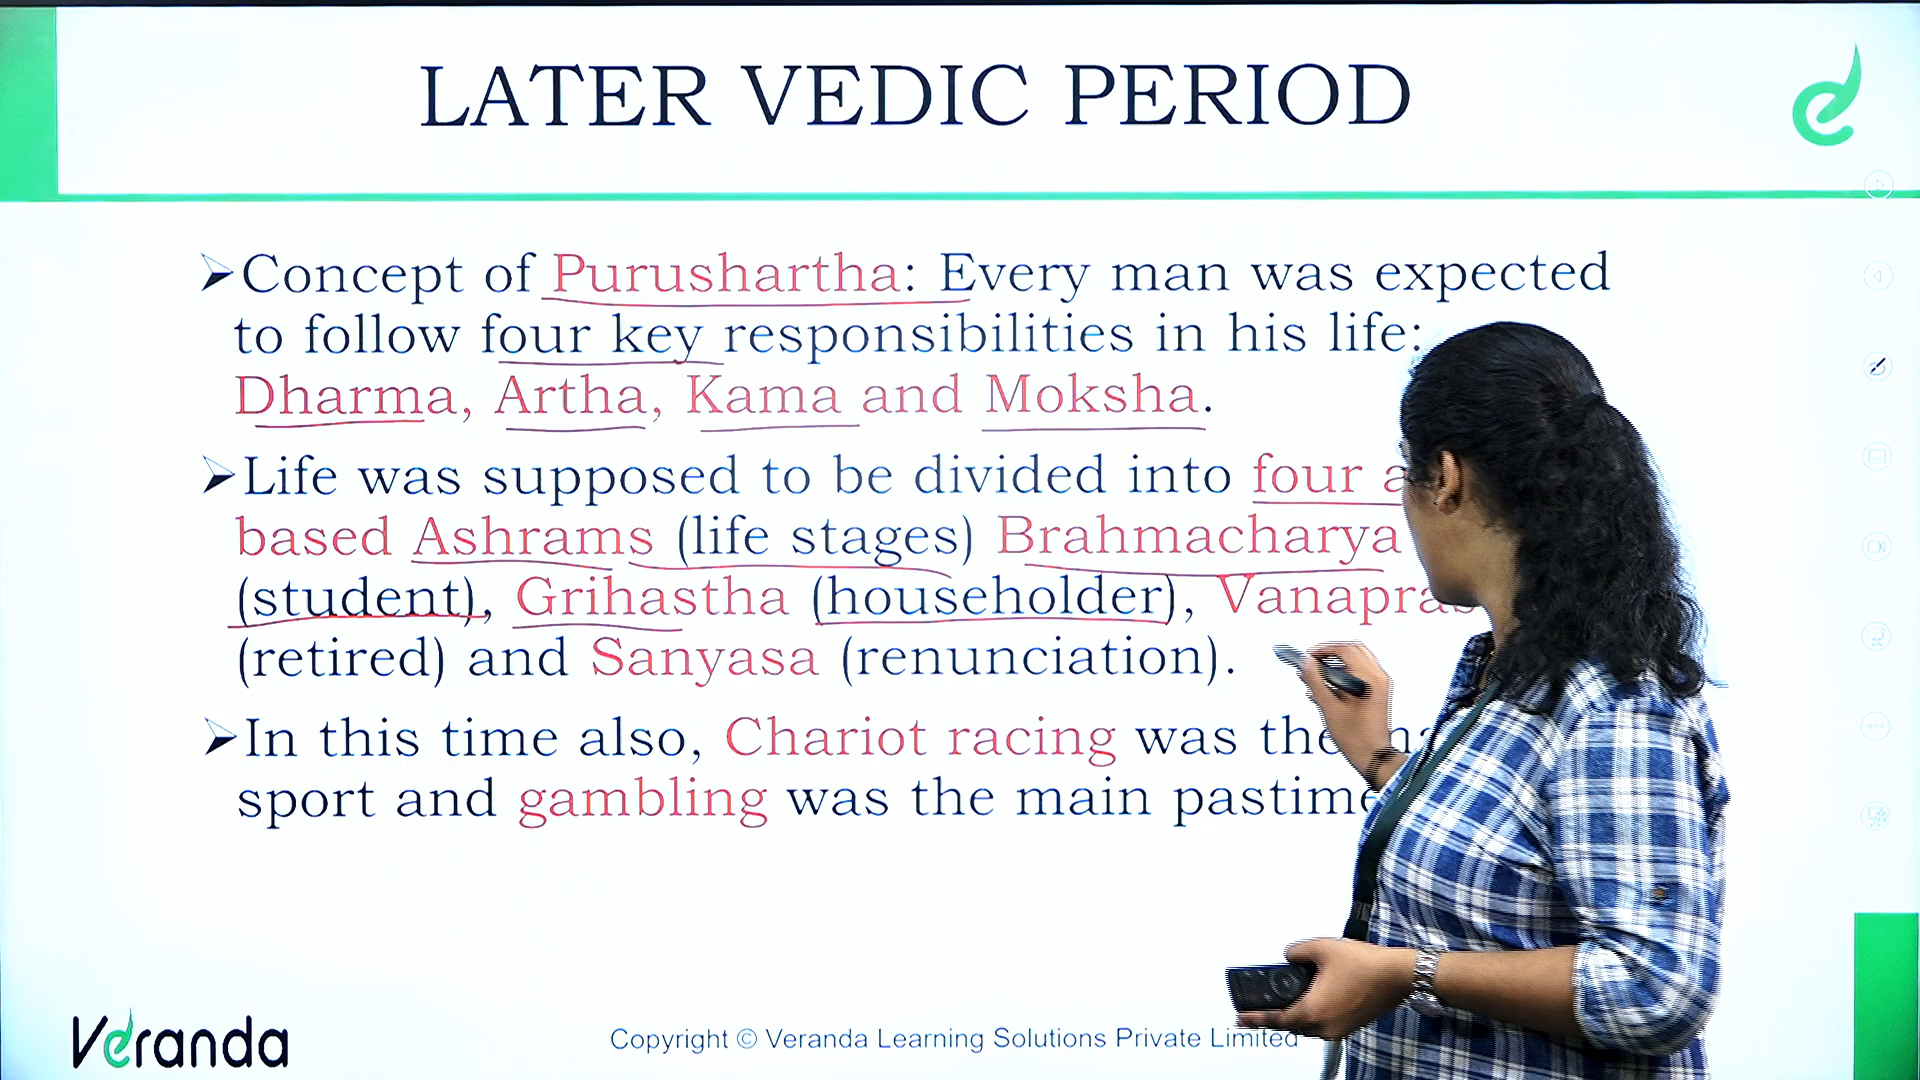 LATER VEDIC PERIOD
➢Concept of Purushartha: Every man was expected
to follow four key responsibilities in his life:
Dharma, Artha, Kama and Moksha.
➢Life was supposed to be divided into four
based Ashrams (life stages) Brahmacharya
(student), Grihastha (householder),
(retired) and Sanyasa (renunciation).
➢In this time also, Chariot racing was the
sport and gambling was the main pastime
Veranda
Copyright © Veranda Learning Solutions Private Limited